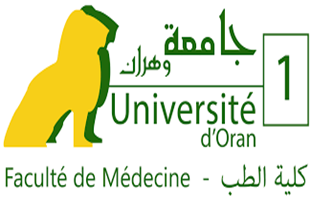 جامعة
وهران
1
Université
d'Oran
Faculté de Médecine - كلية الطب